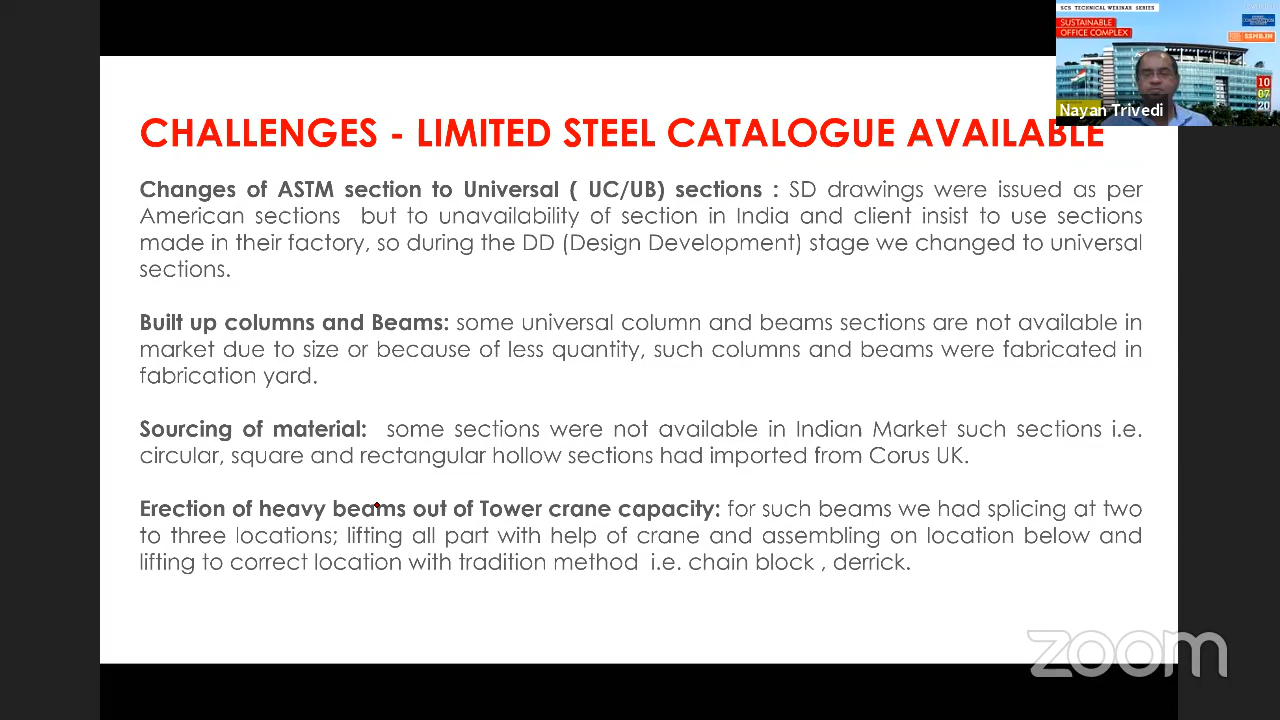 SCS TECHNICAL WEBINAR SERIES
SUSTAINABLE
OFFICE COMPLEX
10
07
20
Nayan Trivedi
CHALLENGES - LIMITED STEEL CATALOGUE AVAILABLE
Changes of ASTM section to Universal ( UC/UB) sections : SD drawings were issued as per
American sections but to unavailability of section in India and client insist to use sections
made in their factory, so during the DD (Design Development) stage we changed to universal
sections.
Built up columns and Beams: some universal column and beams sections are not available in
market due to size or because of less quantity, such columns and beams were fabricated in
fabrication yard.
Sourcing of material: some sections were not available in Indian Market such sections i.e.
circular, square and rectangular hollow sections had imported from Corus UK.
Erection of heavy beams out of Tower crane capacity: for such beams we had splicing at two
to three locations; lifting all part with help of crane and assembling on location below and
lifting to correct location with tradition method i.e. chain block , derrick.
zoom